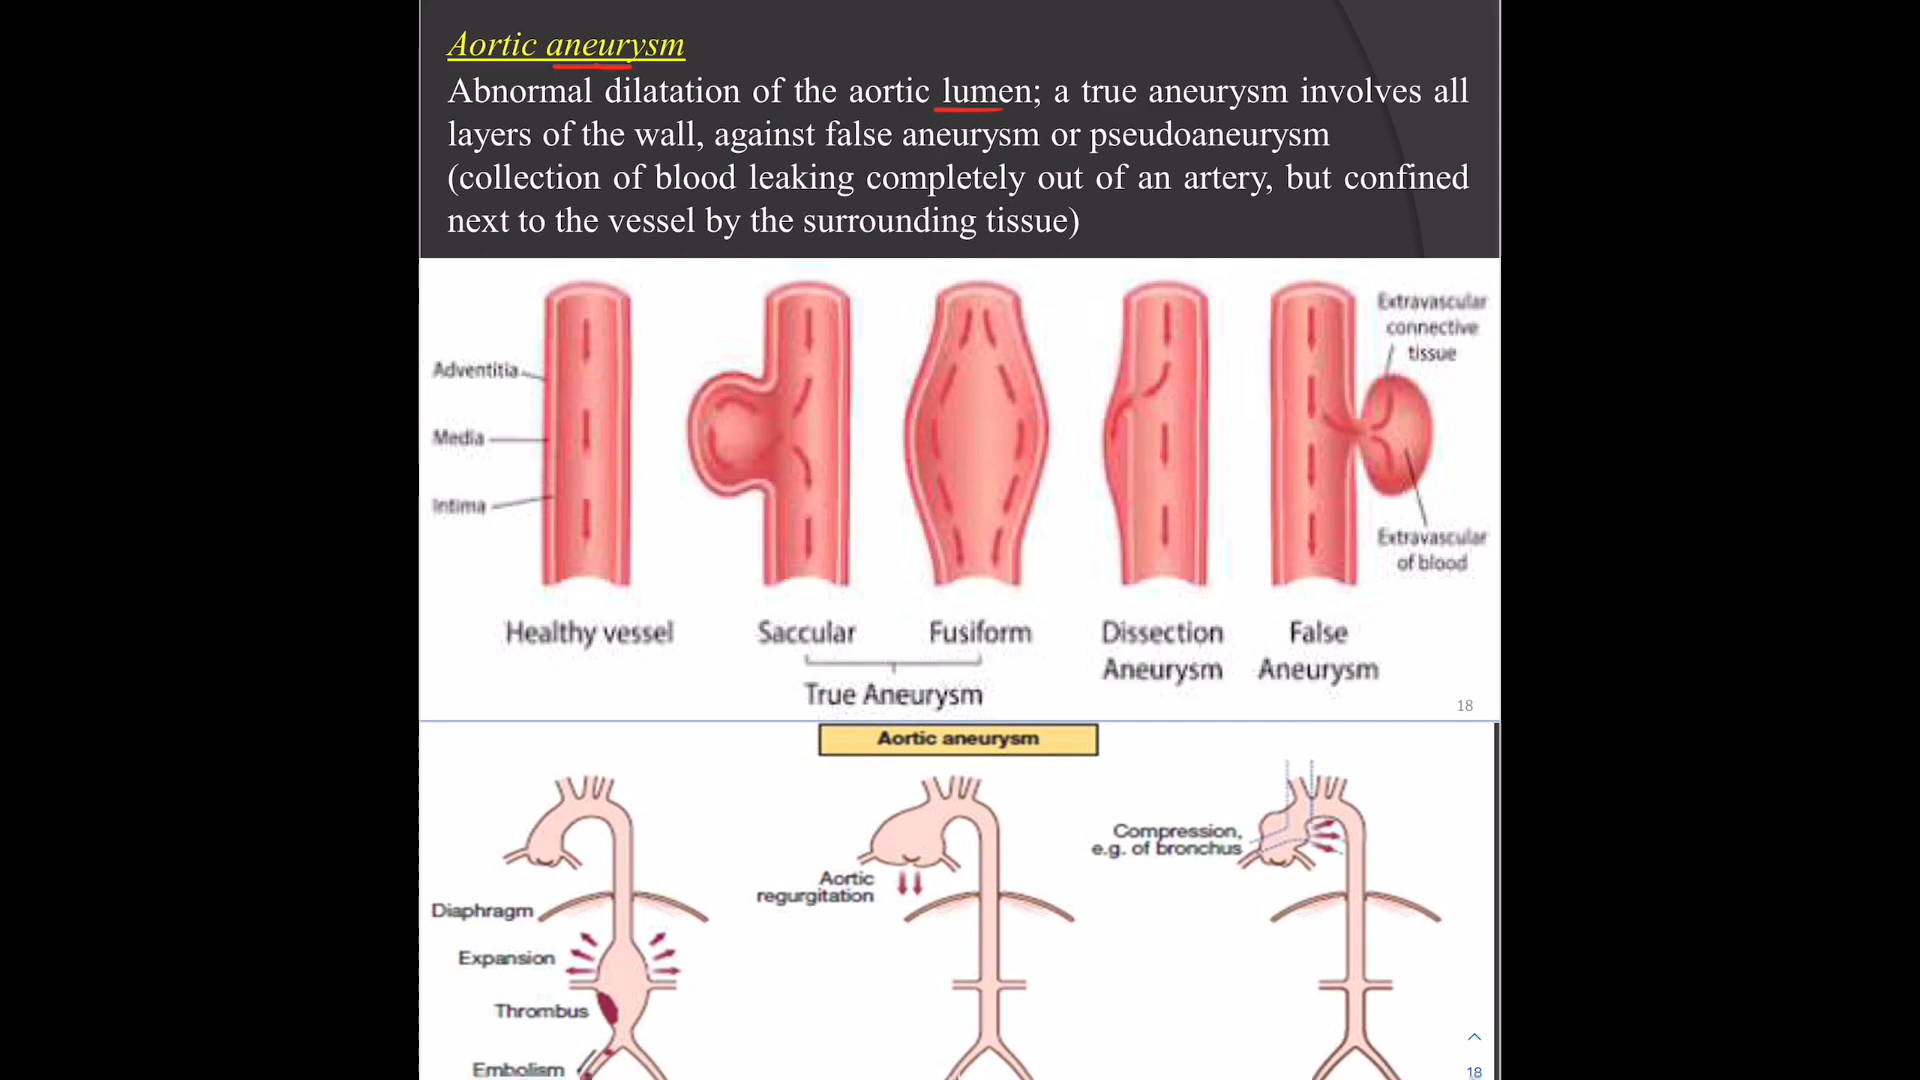 Aortic aneurysm
Abnormal dilatation of the aortic lumen; a true aneurysm involves all
layers of the wall, against false aneurysm or pseudoaneurysm
(collection of blood leaking completely out of an artery, but confined
next to the vessel by the surrounding tissue)
Extravascular
connective
tissue
Adventitia
Media
Intima
Extravascular
of blood
Healthy vessel
Saccular
Fusiform
Dissection
Aneurysm
False
Aneurysm
True Aneurysm
18
Aortic aneurysm
Compression,
e.g. of bronchus
Aortic
regurgitation
Diaphragm
Expansion
Thrombus
Embolism
18